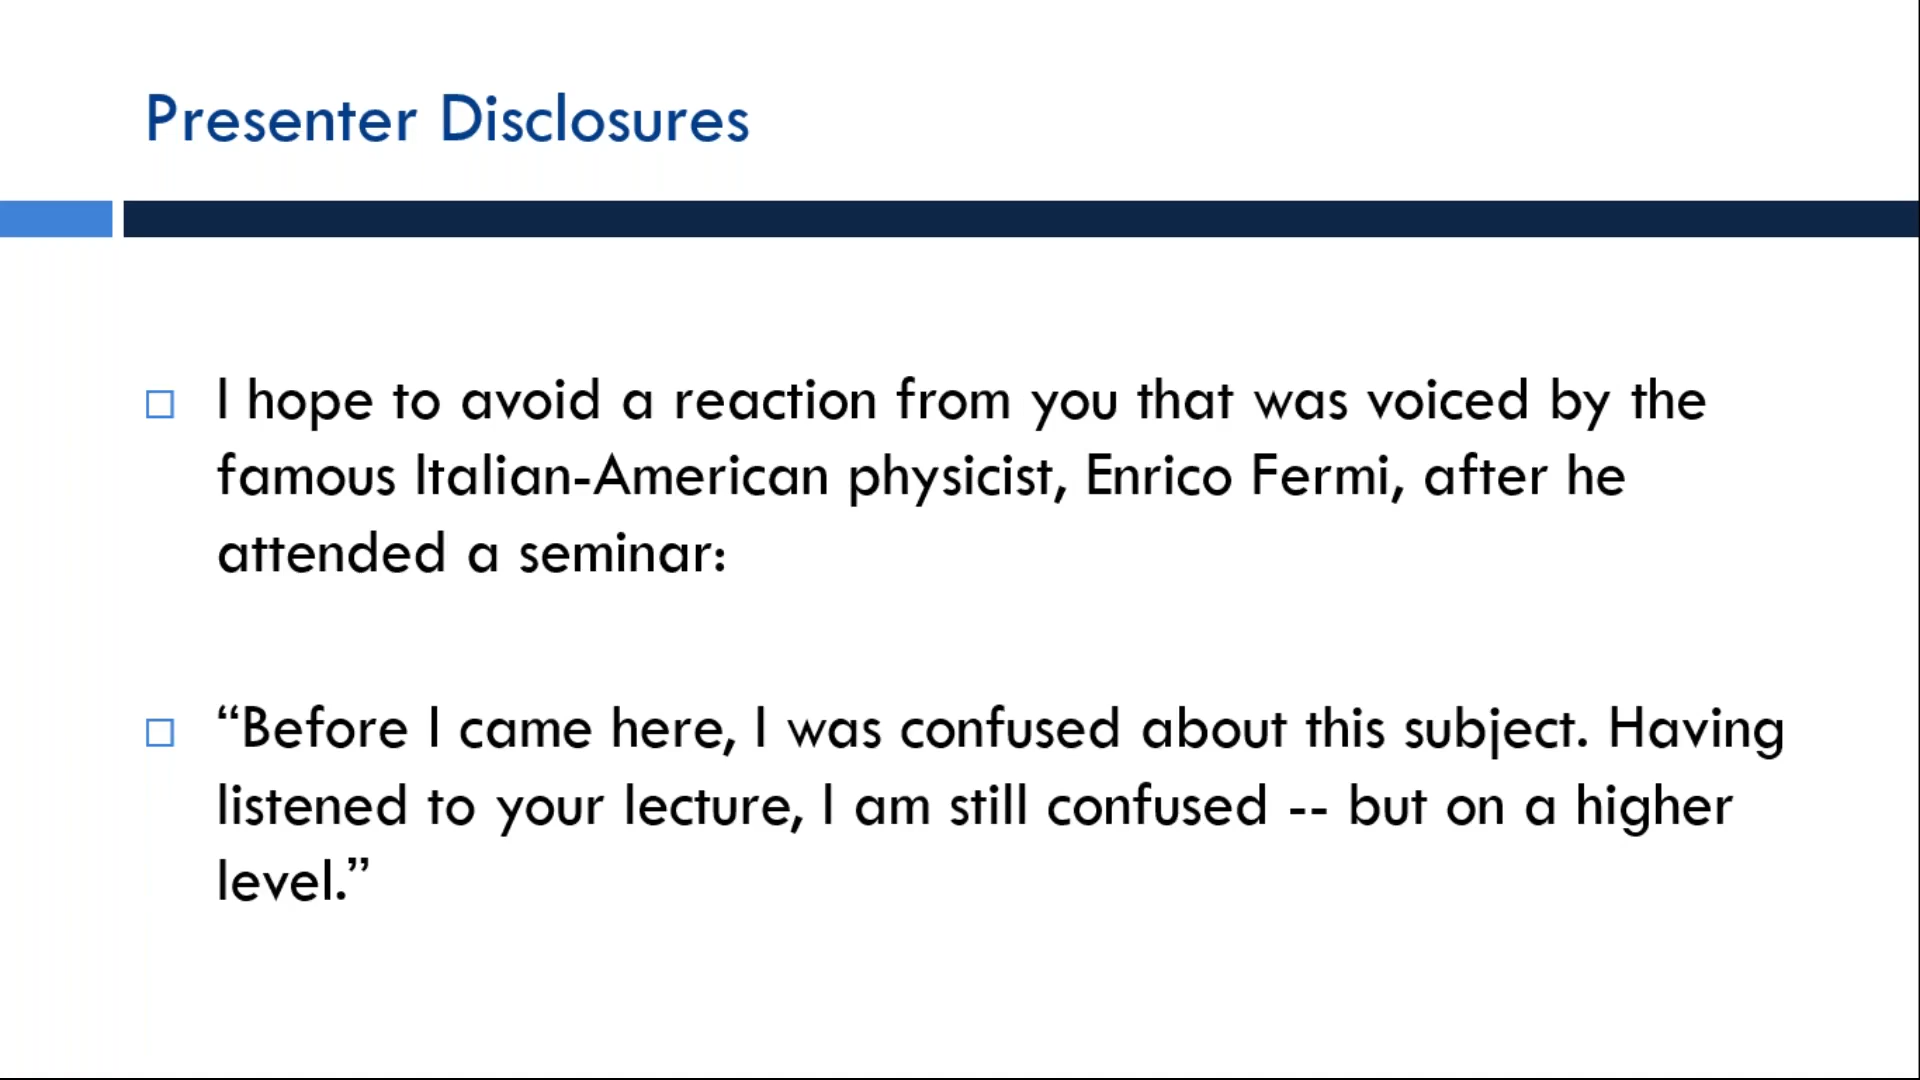 Presenter Disclosures
I hope to avoid a reaction from you that was voiced by the
famous Italian-American physicist, Enrico Fermi, after he
attended a seminar:
“Before I came here, I was confused about this subject. Having
listened to your lecture, I am still confused -- but on a higher
level.”